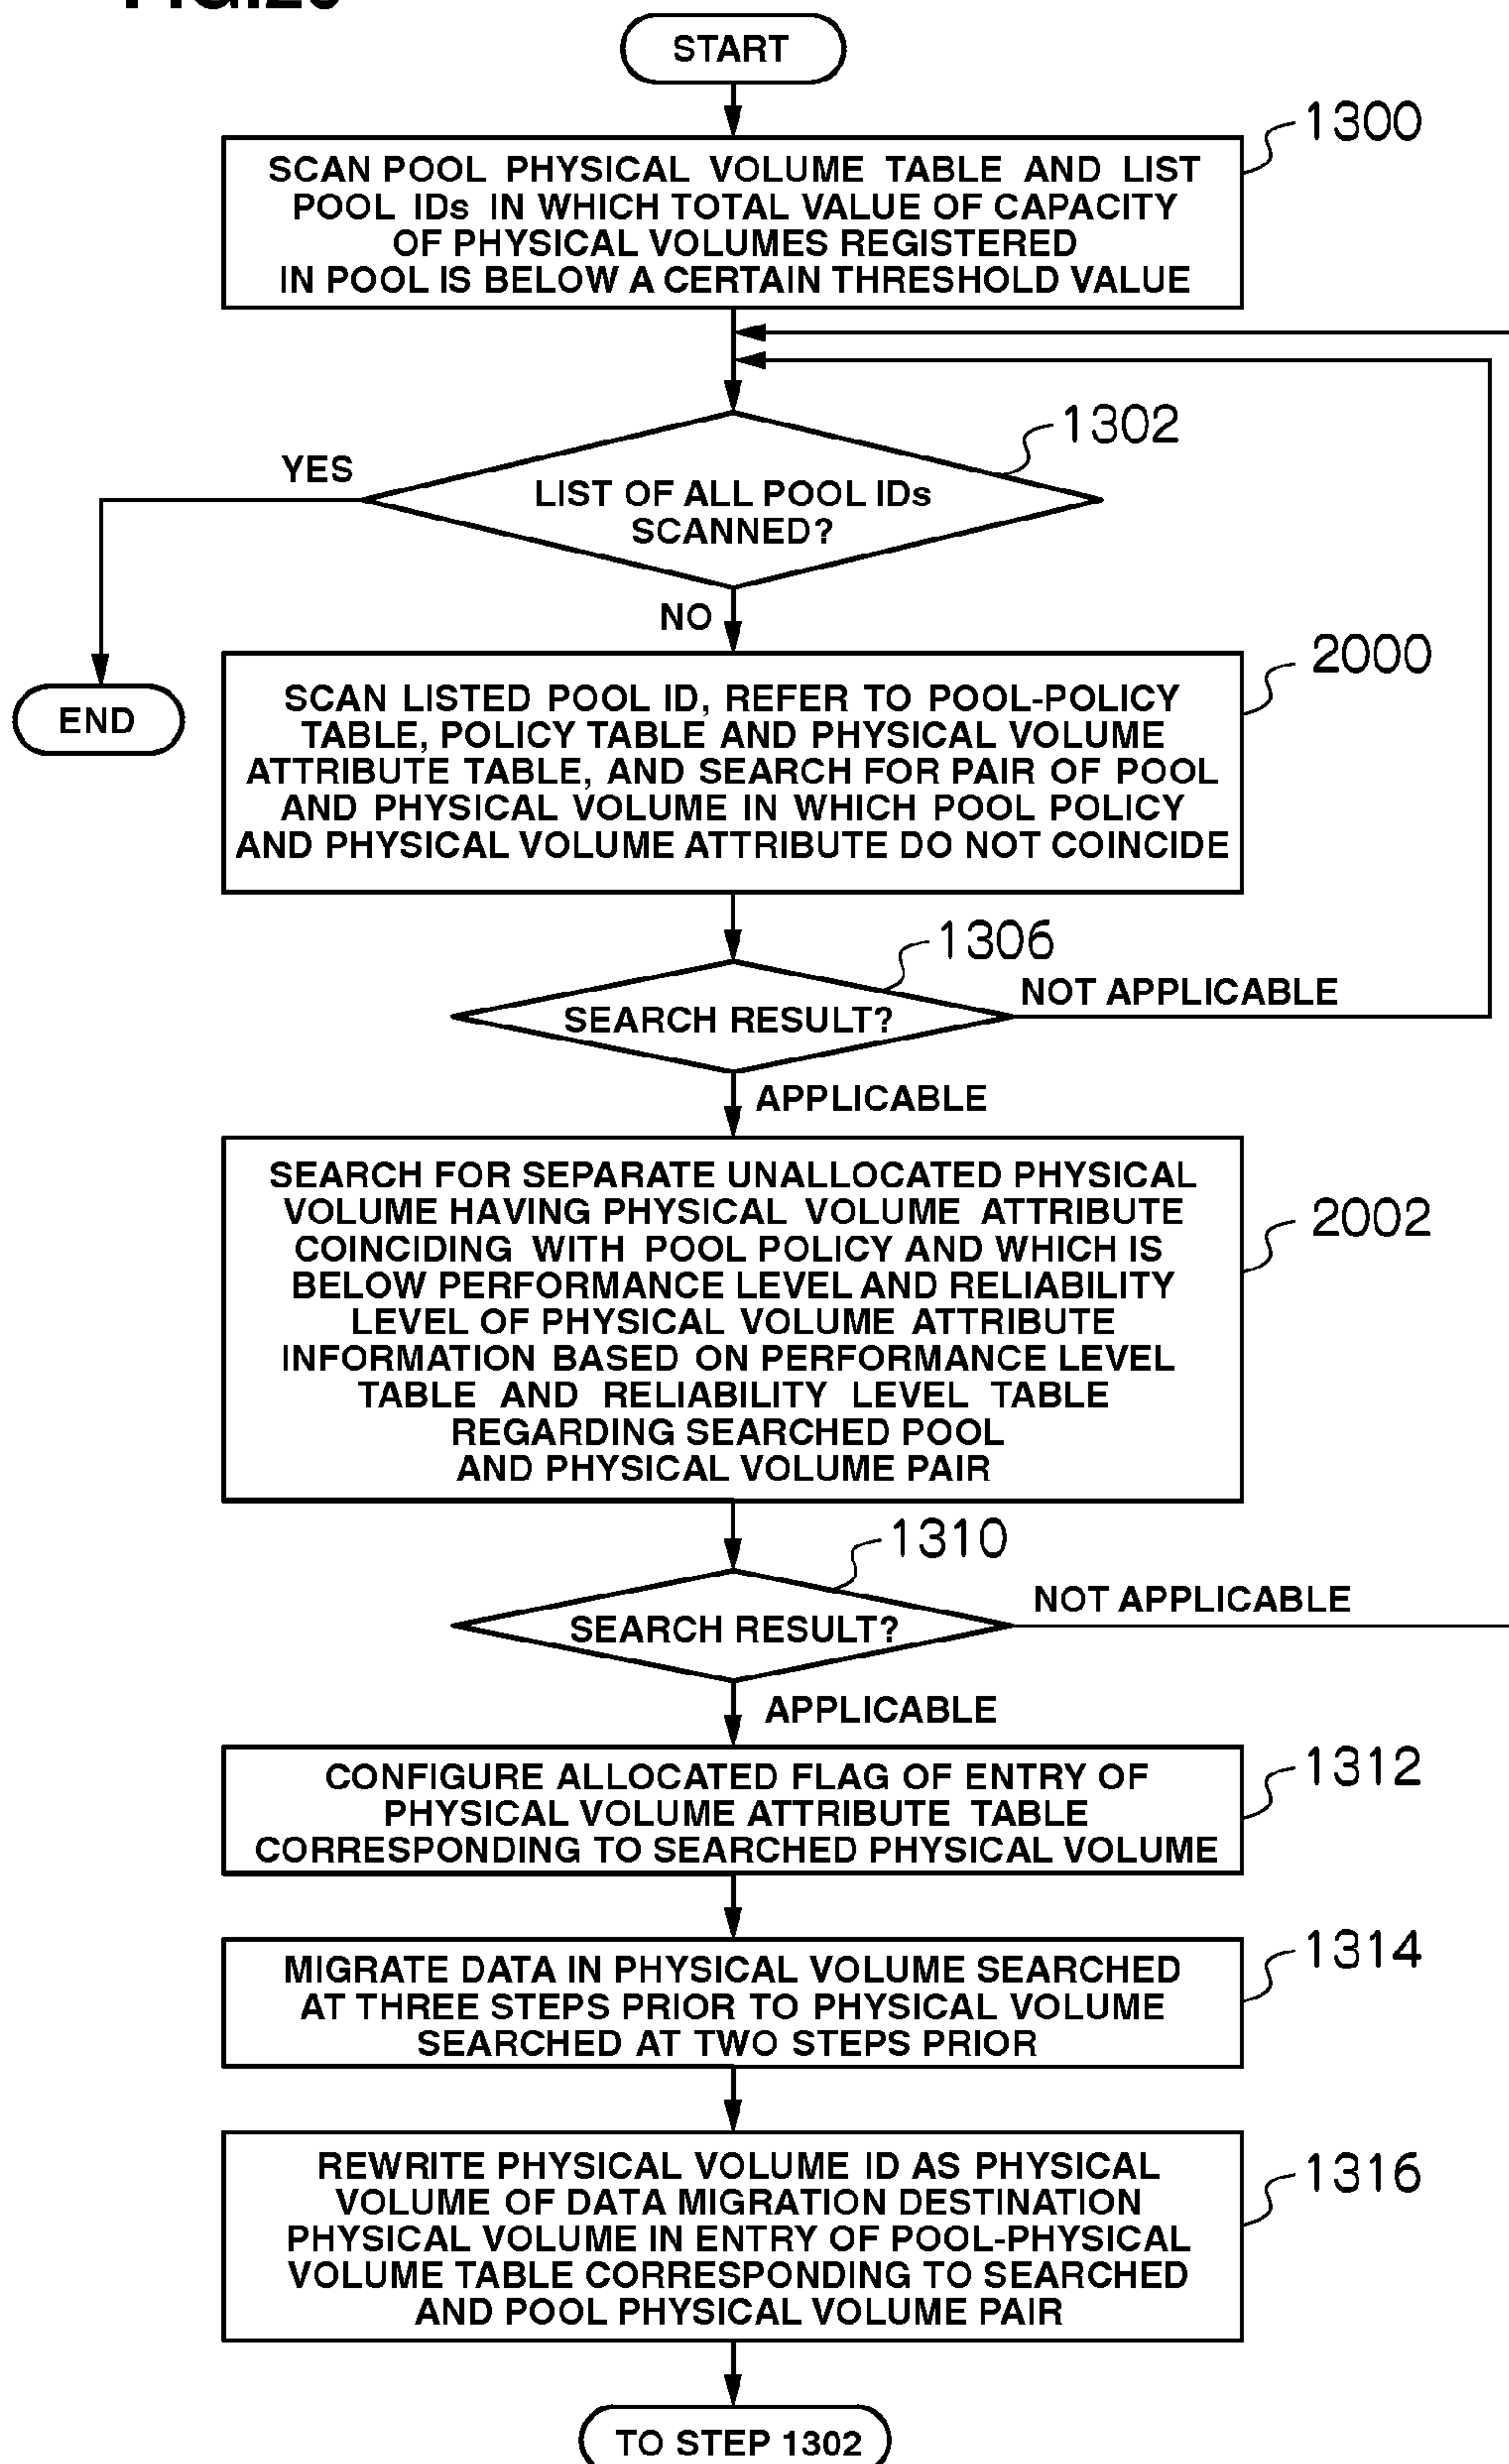 START
1300
SCAN POOL PHYSICAL VOLUME TABLE AND LIST
POOL IDs IN WHICH TOTAL VALUE OF CAPACITY
OF PHYSICAL VOLUMES REGISTERED
IN POOL IS BELOW A CERTAIN THRESHOLD VALUE
1302
YES
LIST OF ALL POOL IDs
SCANNED?
NO
END
2000
SCAN LISTED POOL ID, REFER TO POOL-POLICY
TABLE, POLICY TABLE AND PHYSICAL VOLUME
ATTRIBUTE TABLE, AND SEARCH FOR PAIR OF POOL
AND PHYSICAL VOLUME IN WHICH POOL POLICY
AND PHYSICAL VOLUME ATTRIBUTE DO NOT COINCIDE
1306
NOT APPLICABLE
SEARCH RESULT?
APPLICABLE
2002
SEARCH FOR SEPARATE UNALLOCATED PHYSICAL
VOLUME HAVING PHYSICAL VOLUME ATTRIBUTE
COINCIDING WITH POOL POLICY AND WHICH IS
BELOW PERFORMANCE LEVEL AND RELIABILITY
LEVEL OF PHYSICAL VOLUME ATTRIBUTE
INFORMATION BASED ON PERFORMANCE LEVEL
TABLE AND RELIABILITY LEVEL TABLE
REGARDING SEARCHED POOL
AND PHYSICAL VOLUME PAIR
1310
NOT APPLICABLE
SEARCH RESULT?
APPLICABLE
1312
CONFIGURE ALLOCATED FLAG OF ENTRY OF
PHYSICAL VOLUME ATTRIBUTE TABLE
CORRESPONDING TO SEARCHED PHYSICAL VOLUME
1314
MIGRATE DATA IN PHYSICAL VOLUME SEARCHED
AT THREE STEPS PRIOR TO PHYSICAL VOLUME
SEARCHED AT TWO STEPS PRIOR
1316
REWRITE PHYSICAL VOLUME ID AS PHYSICAL
VOLUME OF DATA MIGRATION DESTINATION
PHYSICAL VOLUME IN ENTRY OF POOL-PHYSICAL
VOLUME TABLE CORRESPONDING TO SEARCHED
AND POOL PHYSICAL VOLUME PAIR
TO STEP 1302